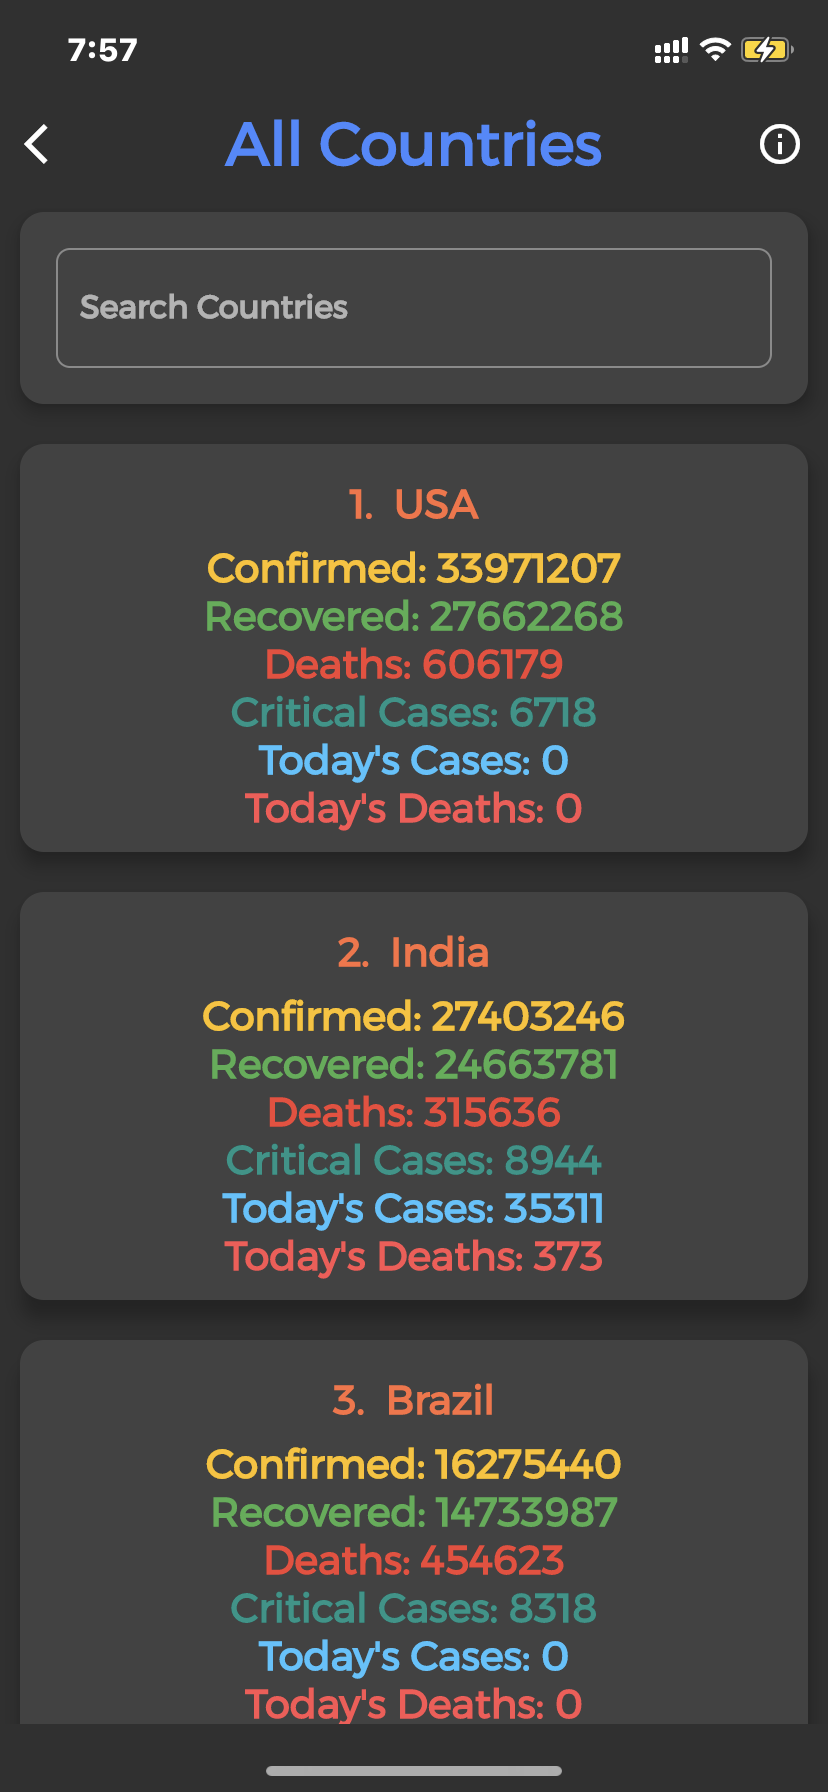 7:57
All Countries
Search Countries
1. USA
Confirmed: 33971207
Recovered: 27662268
Deaths: 606179
Critical Cases: 6718
Today's Cases: 0
Today's Deaths: 0
2. India
Confirmed: 27403246
Recovered: 24663781
Deaths: 315636
Critical Cases: 8944
Today's Cases: 35311
Today's Deaths: 373
3. Brazil
Confirmed: 16275440
Recovered: 14733987
Deaths: 454623
Critical Cases: 8318
Today's Cases: 0
Today's Deaths: 0